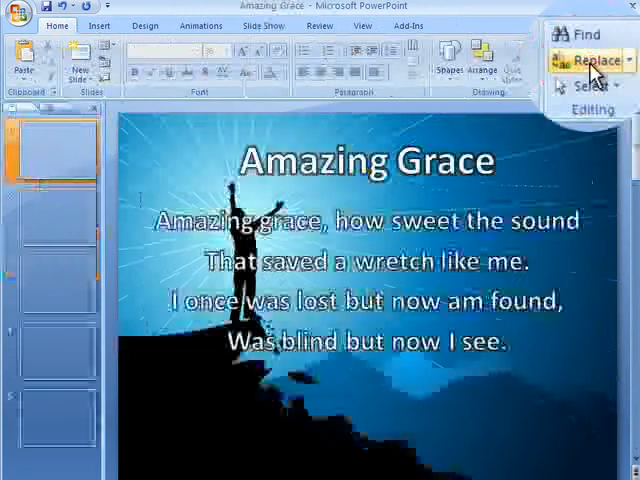 Amazing Grace - Microsoft PowerPoint
Home Insert Design Animations Slide Show Review View Add-Ins
Find
Replace
Select
Editing
Paste
New
Slide
Shapes Arrange
Clipboard Slides Font Paragraph Drawing
Amazing Grace
Amazing grace, how sweet the sound
That saved a wretch like me.
I once was lost but now am found,
Was blind but now I see.